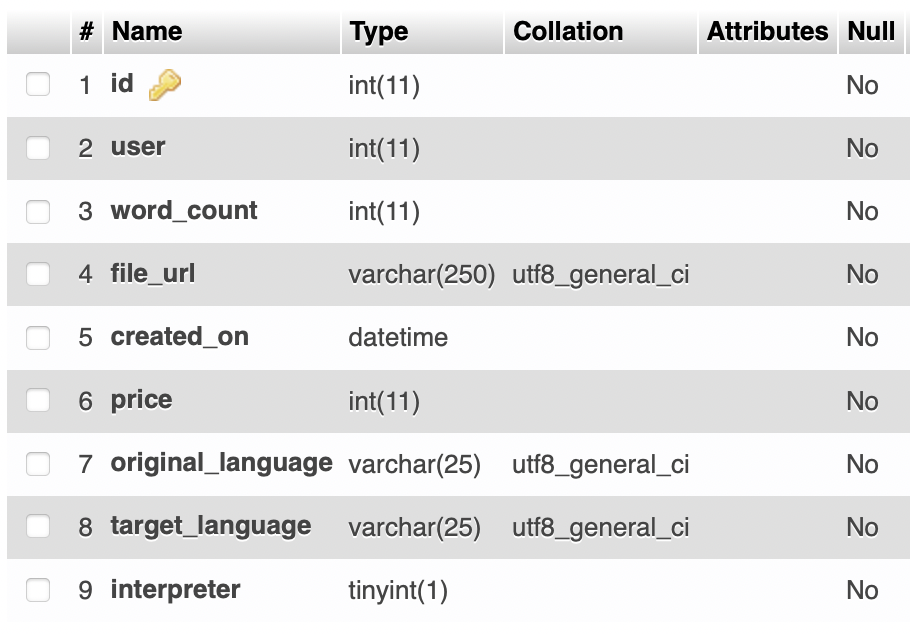 # Name Type Collation Attributes Null
1 id int(11) No
2 user int(11) No
3 word_count int(11) No
4 file_url varchar(250) utf8_general_ci No
5 created_on datetime No
6 price int(11) No
7 original_language varchar(25) utf8_general_ci No
8 target_language varchar(25) utf8_general_ci No
9 interpreter tinyint(1) No